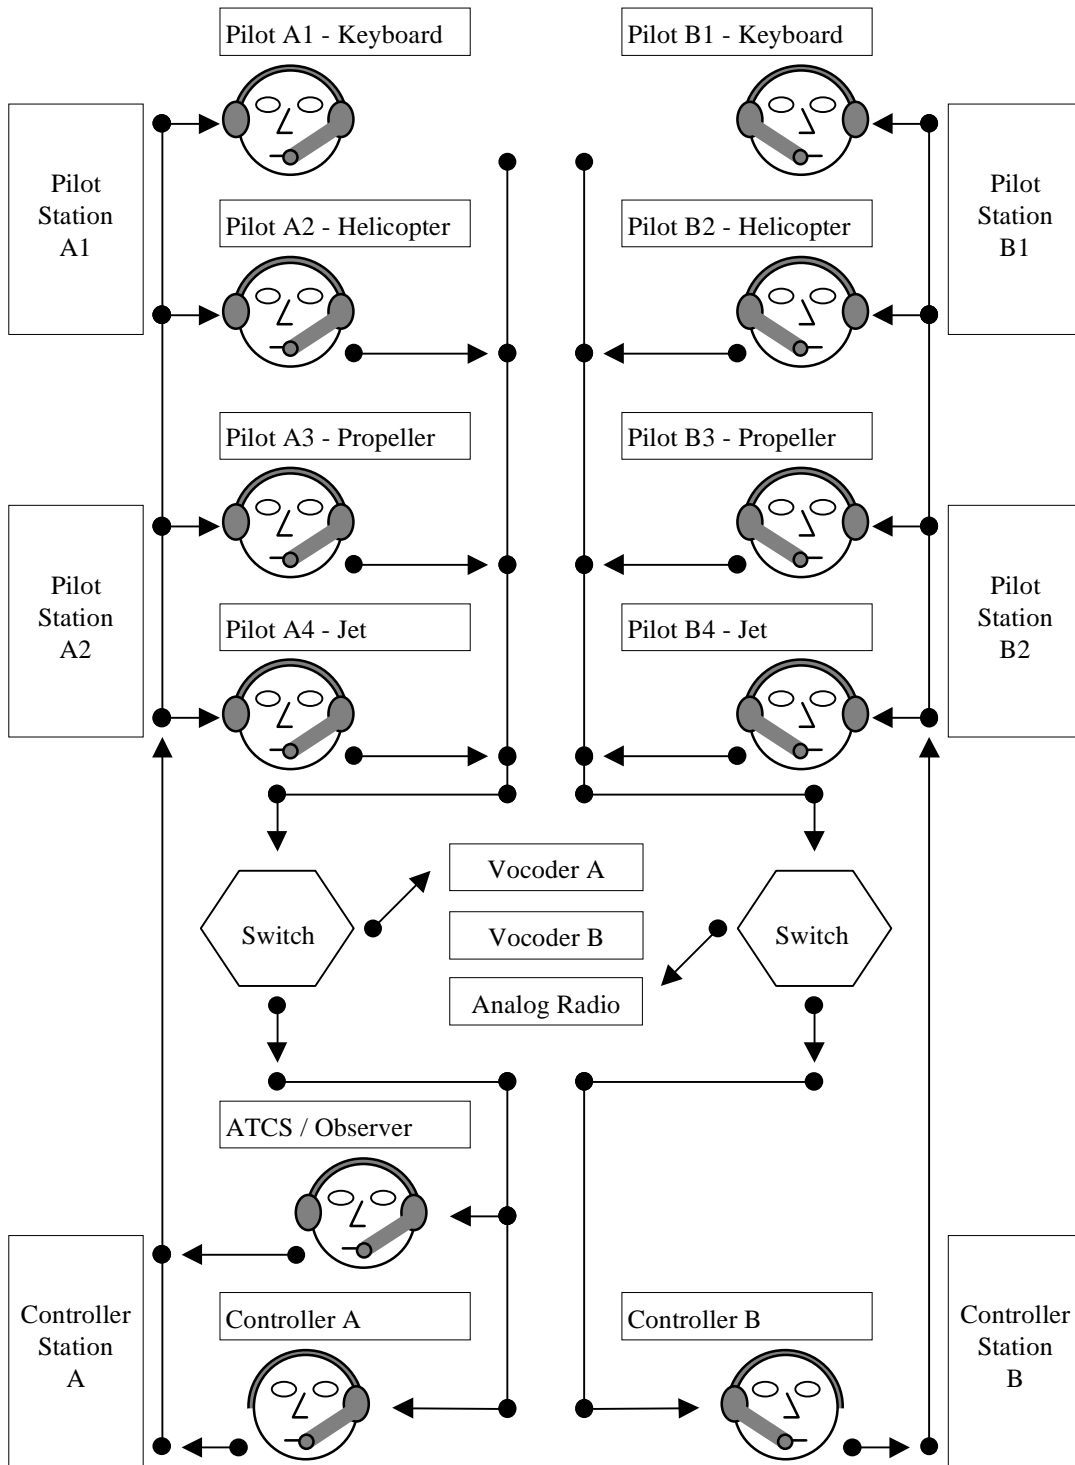 Pilot A1 - Keyboard
Pilot B1 - Keyboard
Pilot
Station
A1
Pilot
Station
B1
Pilot A2 - Helicopter
Pilot B2 - Helicopter
Pilot A3 - Propeller
Pilot B3 - Propeller
Pilot
Station
A2
Pilot
Station
B2
Pilot A4 - Jet
Pilot B4 - Jet
Vocoder A
Switch
Vocoder B
Switch
Analog Radio
ATCS / Observer
Controller
Station
A
Controller A
Controller B
Controller
Station
B